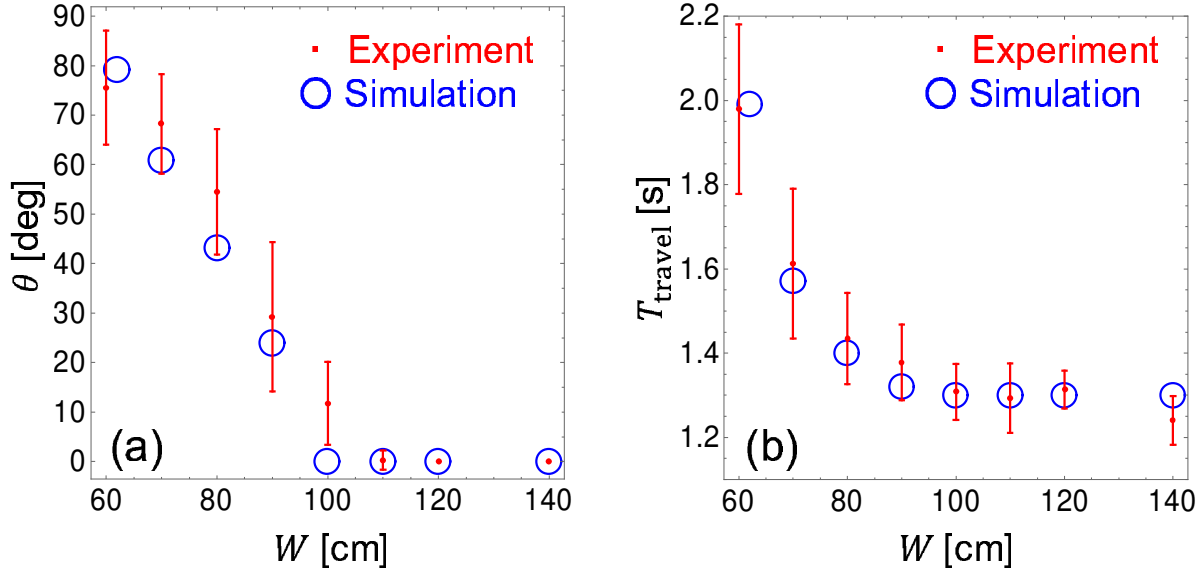 90
80
70
60
50
40
30
20
10
0
θ [deg]
Experiment
Simulation
(a)
60 80 100 120 140
W [cm]
2.2
2.0
1.8
1.6
1.4
1.2
T_travel [s]
Experiment
Simulation
(b)
60 80 100 120 140
W [cm]